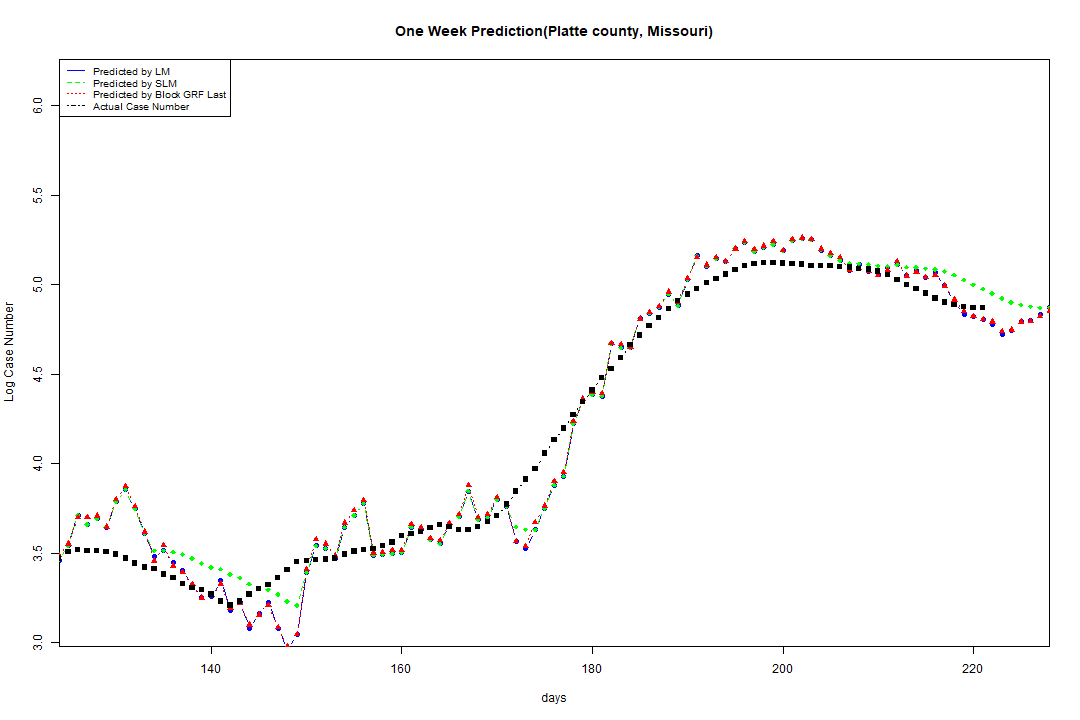 One Week Prediction(Platte county, Missouri)
Predicted by LM
Predicted by SLM
Predicted by Block GRF Last
Actual Case Number
6.0
5.5
5.0
4.5
4.0
3.5
3.0
Log Case Number
140 160 180 200 220
days